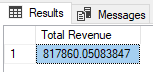 Results Messages
Total Revenue
1 817860.05083847